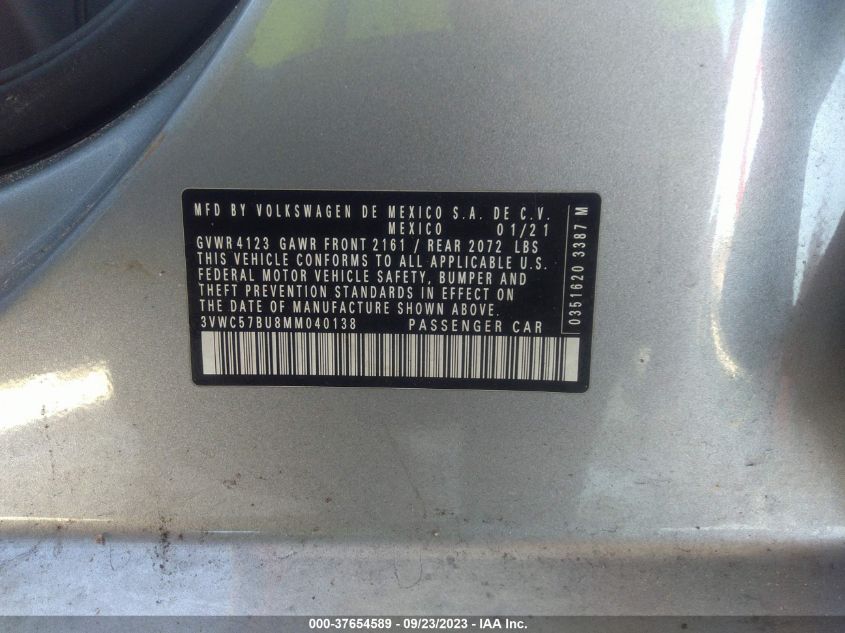 MFD BY VOLKSWAGEN DE MEXICO S.A. DE C.V.
MEXICO 01/21
GVWR 4123 GAWR FRONT 2161 / REAR 2072 LBS
THIS VEHICLE CONFORMS TO ALL APPLICABLE U.S.
FEDERAL MOTOR VEHICLE SAFETY, BUMPER AND
THEFT PREVENTION STANDARDS IN EFFECT ON
THE DATE OF MANUFACTURE SHOWN ABOVE.
3VWC57BU8MM040138 PASSENGER CAR
0351620 3387 M
000-37654589 - 09/23/2023 - IAA Inc.